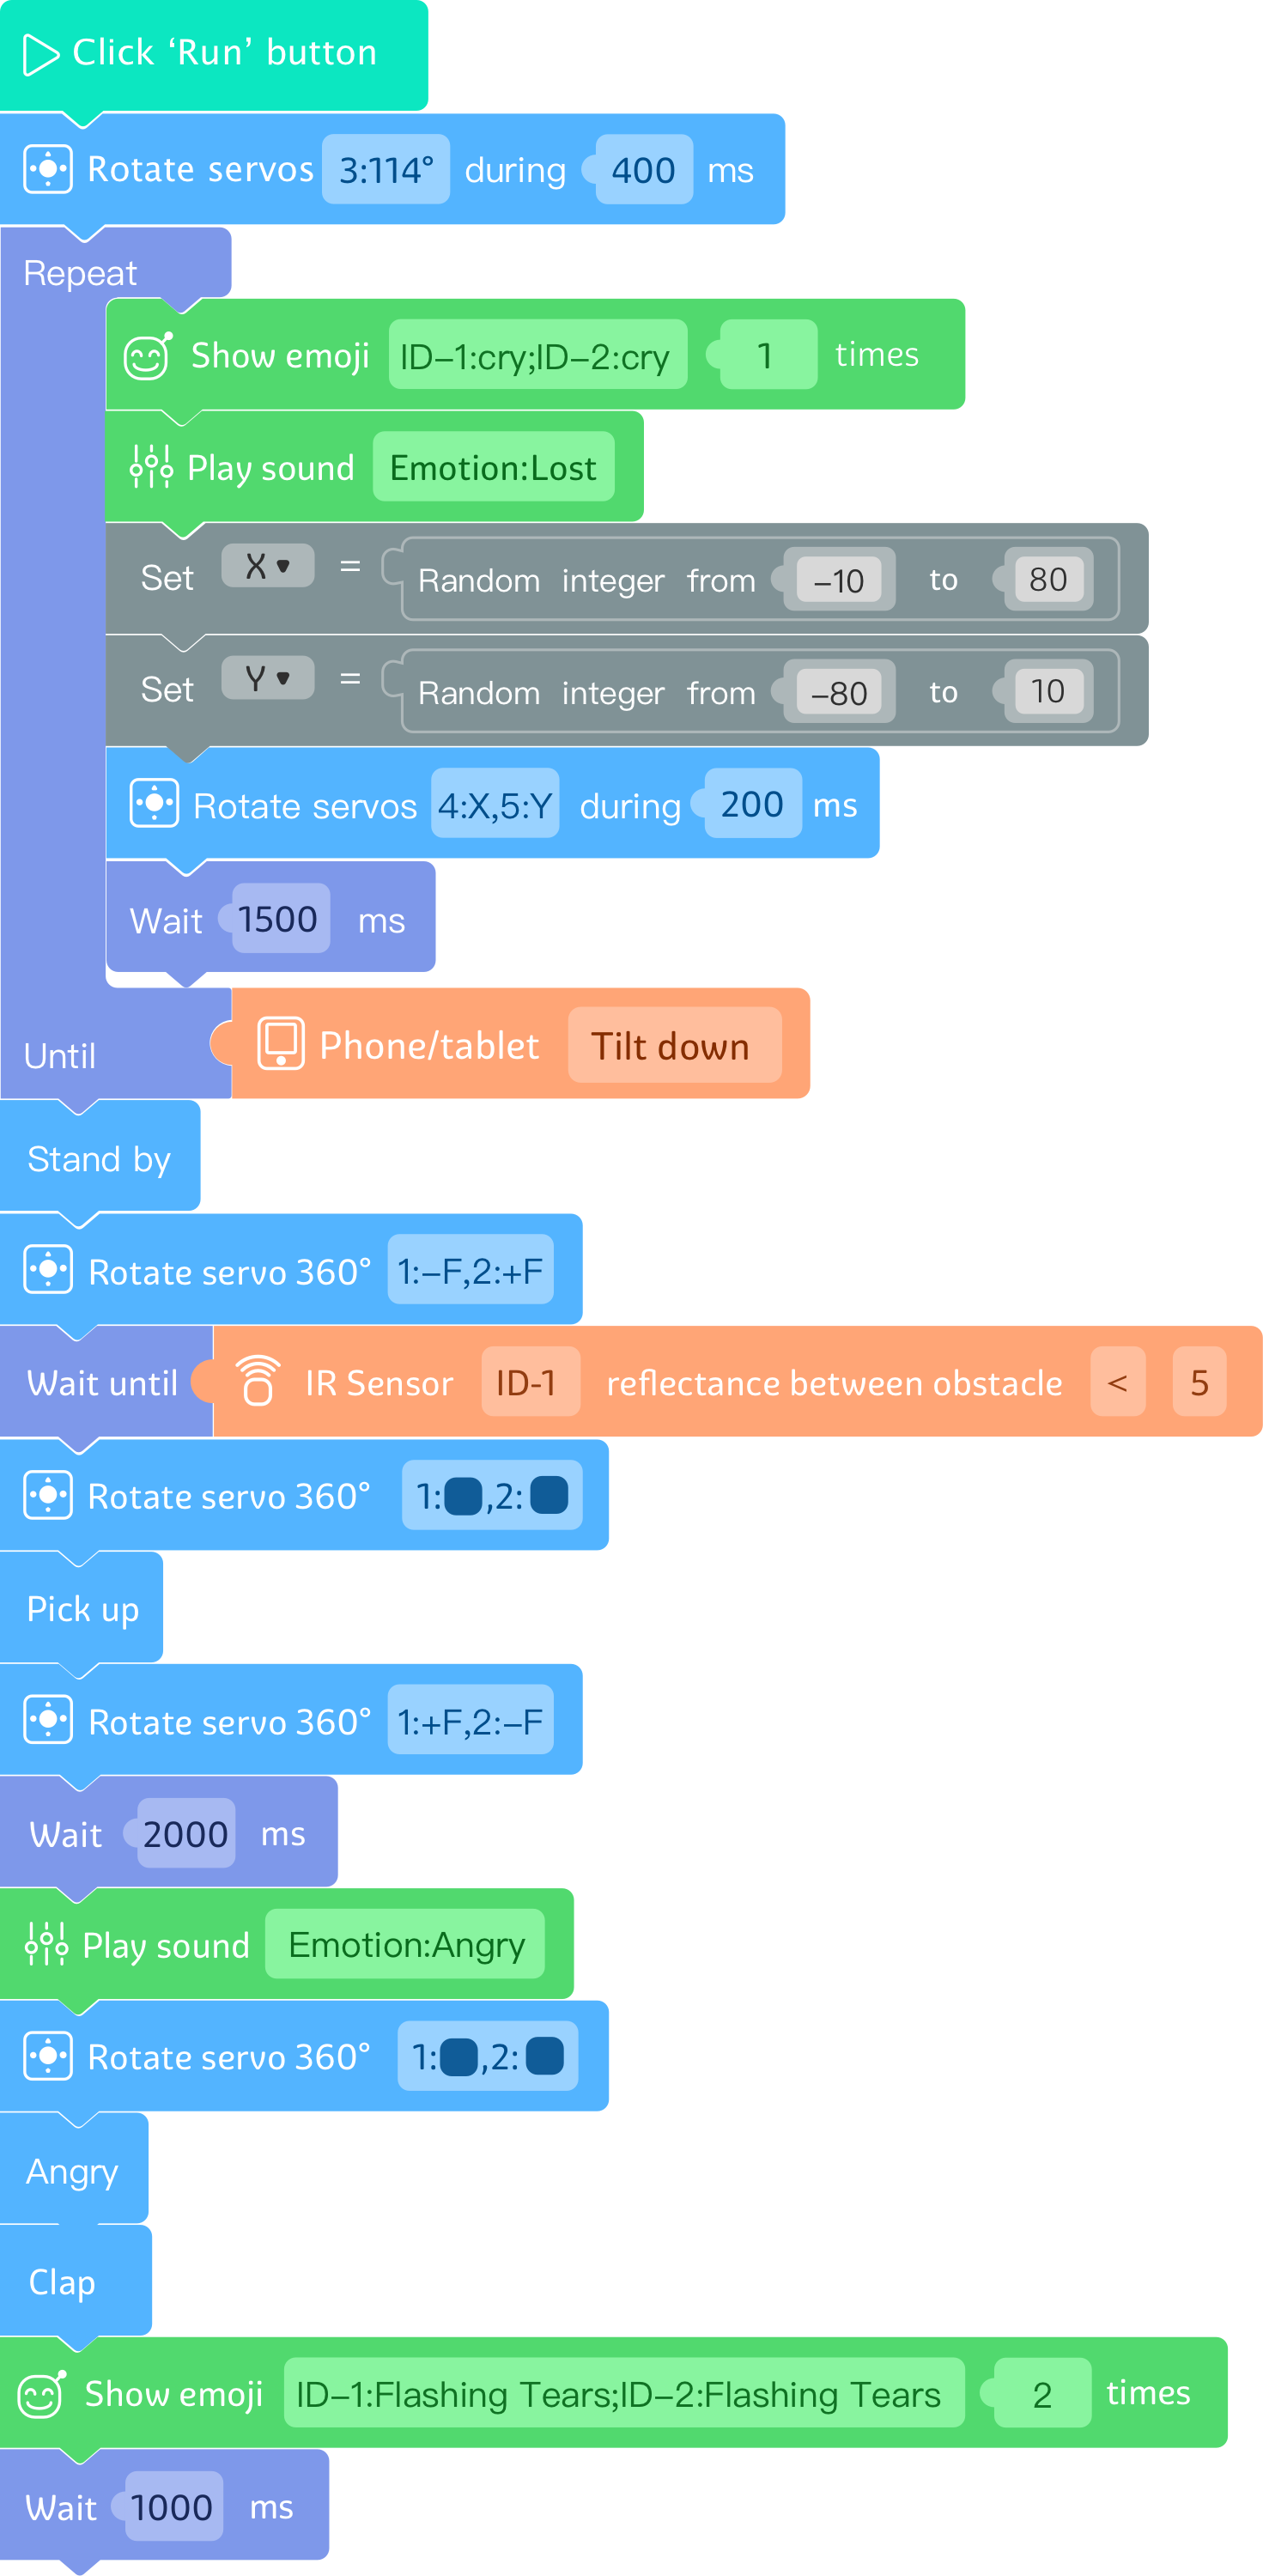 Click ‘Run’ button
Rotate servos 3:114° during 400 ms
Repeat
Show emoji ID–1:cry;ID–2:cry 1 times
Play sound Emotion:Lost
Set X = Random integer from –10 to 80
Set Y = Random integer from –80 to 10
Rotate servos 4:X,5:Y during 200 ms
Wait 1500 ms
Until Phone/tablet Tilt down
Stand by
Rotate servo 360° 1:–F,2:+F
Wait until IR Sensor ID-1 reflectance between obstacle < 5
Rotate servo 360° 1: ,2:
Pick up
Rotate servo 360° 1:+F,2:–F
Wait 2000 ms
Play sound Emotion:Angry
Rotate servo 360° 1: ,2:
Angry
Clap
Show emoji ID–1:Flashing Tears;ID–2:Flashing Tears 2 times
Wait 1000 ms